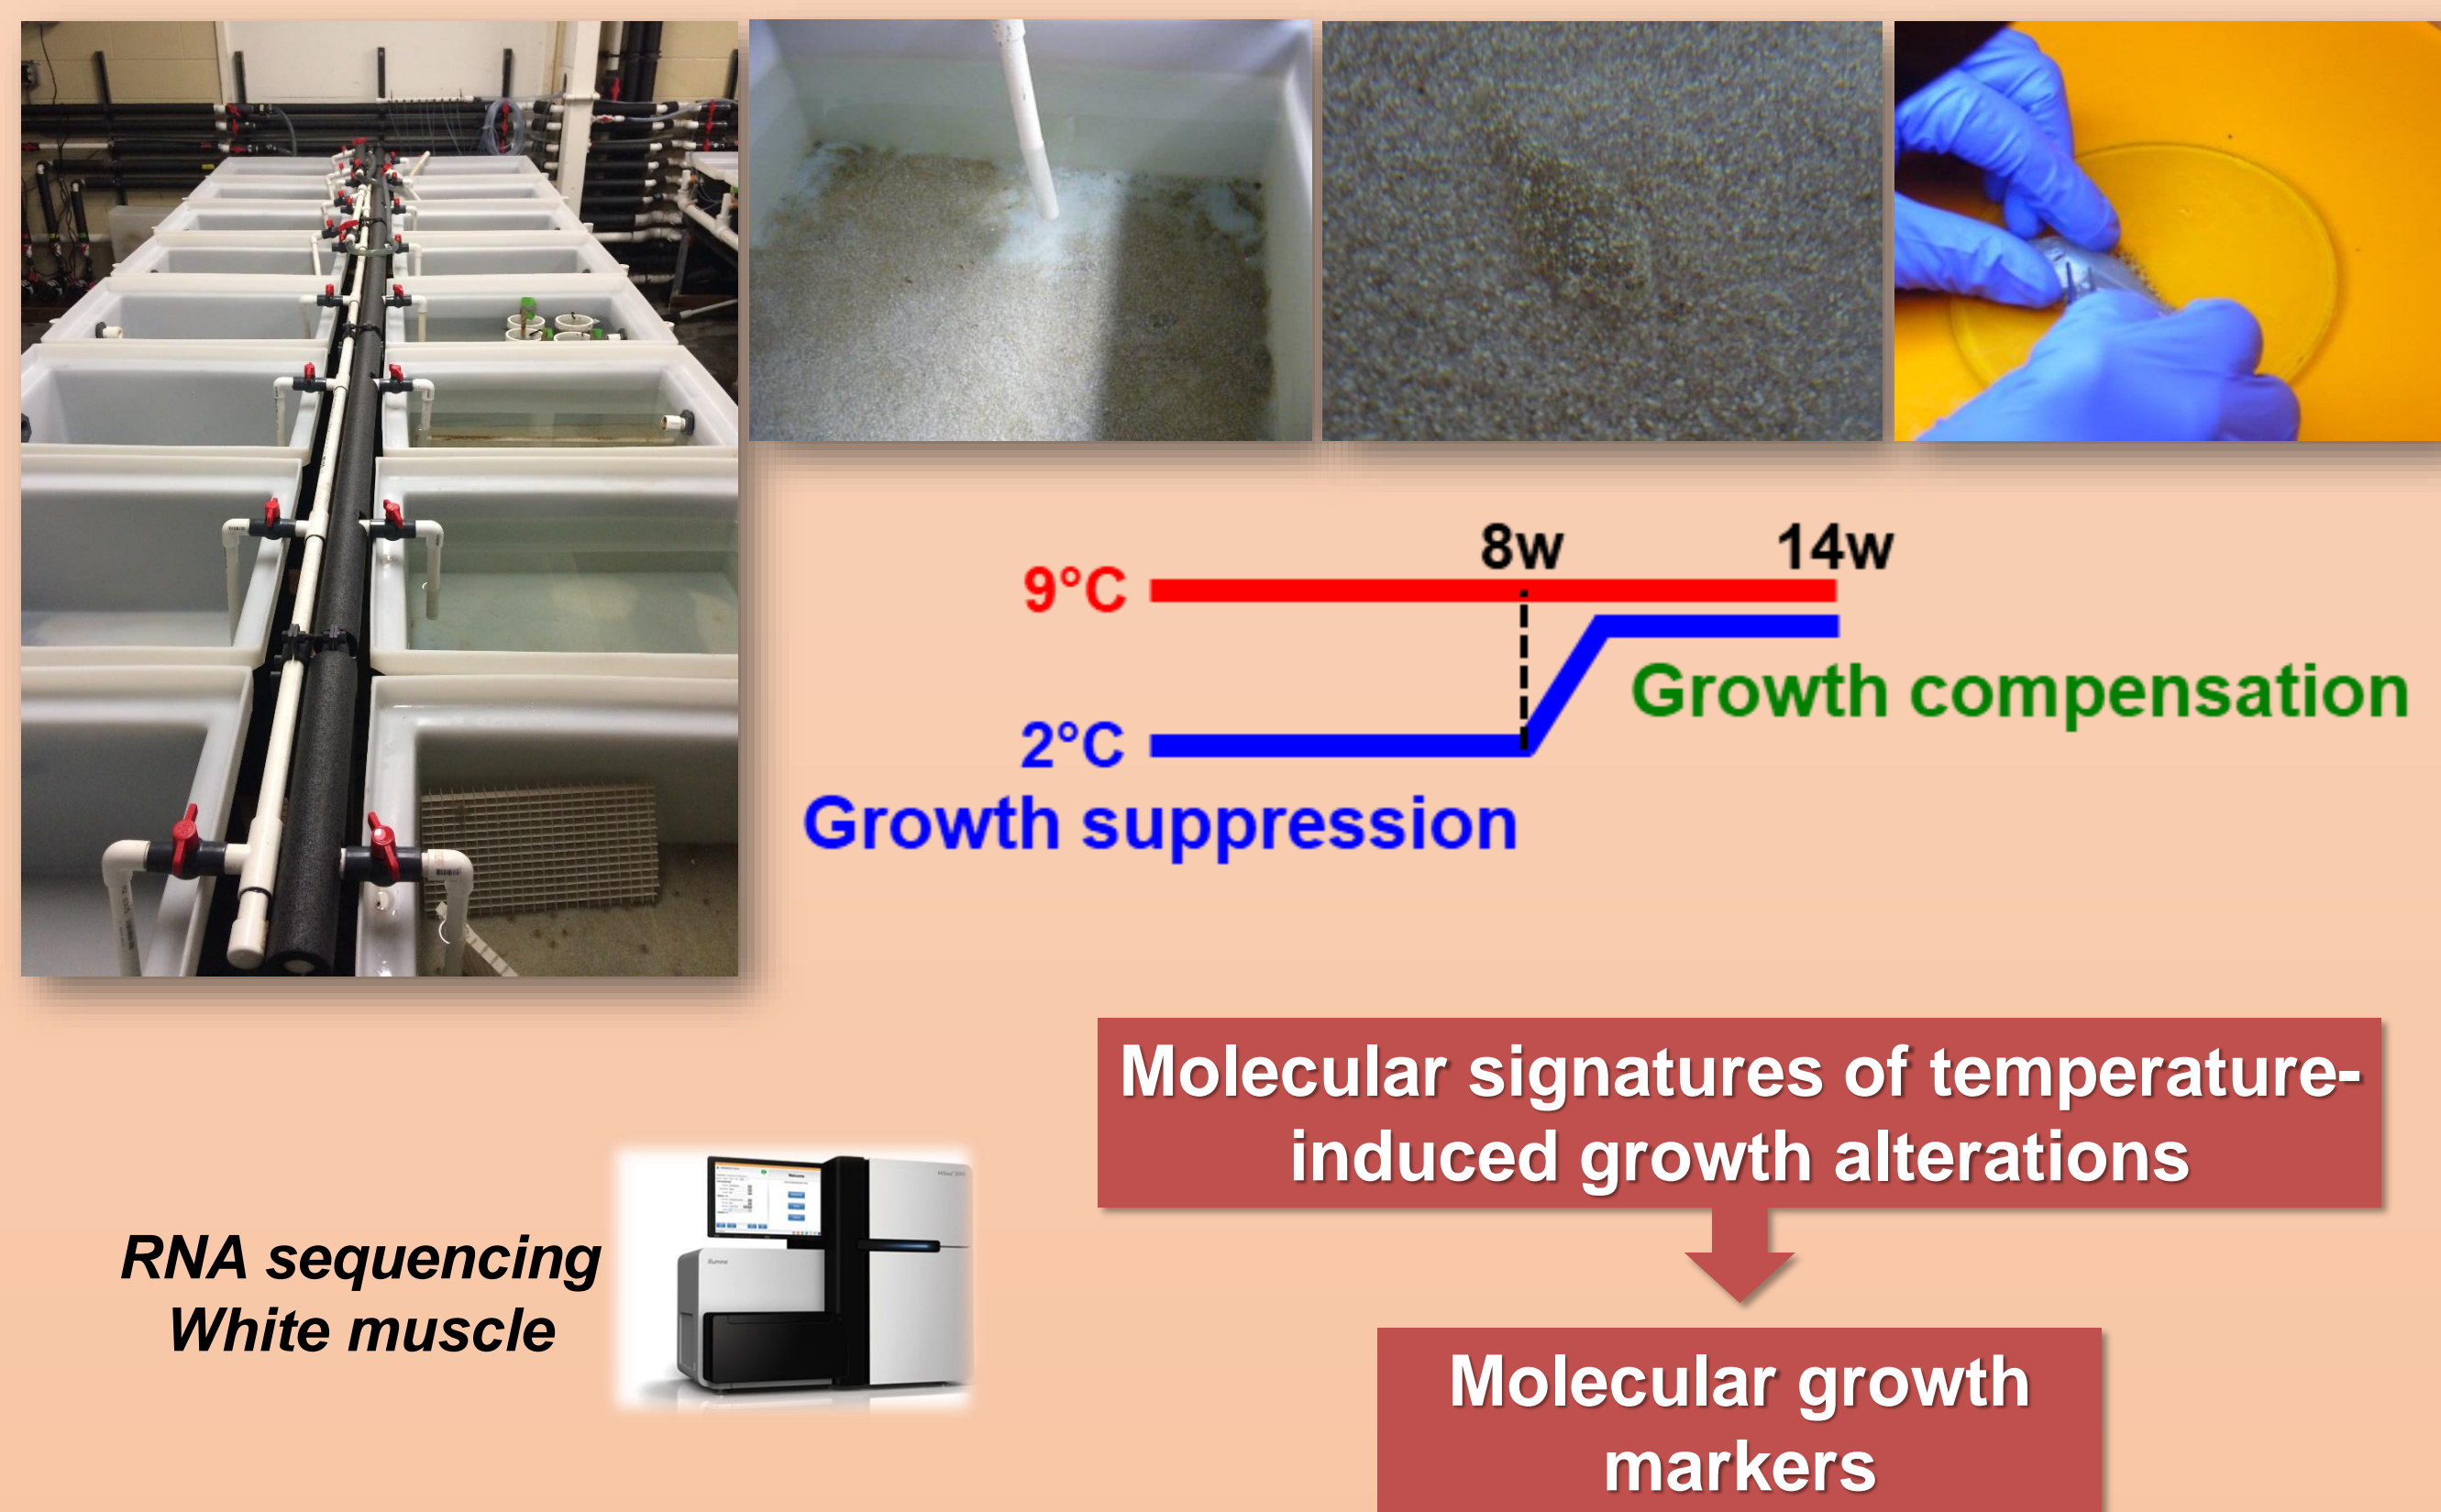 8w
14w
9°C
Growth compensation
2°C
Growth suppression
Molecular signatures of temperature-
induced growth alterations
RNA sequencing
White muscle
Molecular growth
markers